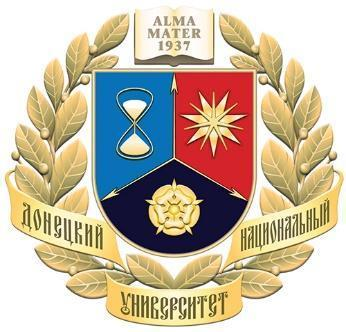 ALMA
MATER
1937
ДОНЕЦКИЙ
НАЦИОНАЛЬНЫЙ
УНИВЕРСИТЕТ